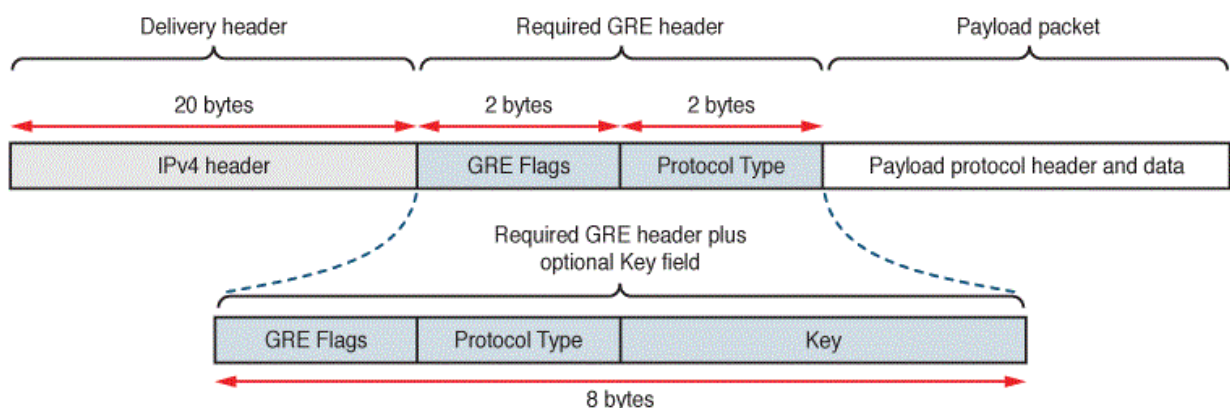 Delivery header
Required GRE header
Payload packet
20 bytes
2 bytes
2 bytes
IPv4 header
GRE Flags
Protocol Type
Payload protocol header and data
Required GRE header plus
optional Key field
GRE Flags
Protocol Type
Key
8 bytes